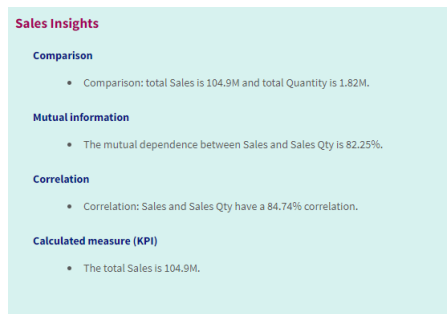 Sales Insights
Comparison
• Comparison: total Sales is 104.9M and total Quantity is 1.82M.
Mutual information
• The mutual dependence between Sales and Sales Qty is 82.25%.
Correlation
• Correlation: Sales and Sales Qty have a 84.74% correlation.
Calculated measure (KPI)
• The total Sales is 104.9M.